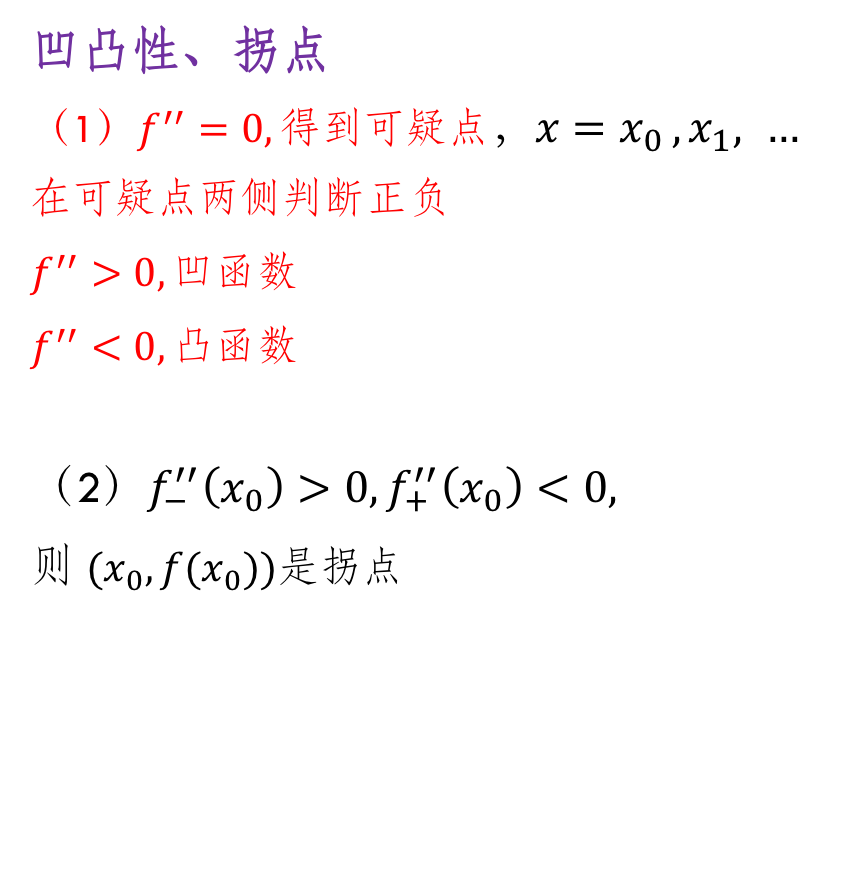 凹凸性、拐点
（1）f′′ = 0,得到可疑点，x = x₀ , x₁, …
在可疑点两侧判断正负
f′′ > 0,凹函数
f′′ < 0,凸函数
（2）f₋′′(x₀) > 0, f₊′′(x₀) < 0,
则 (x₀, f(x₀))是拐点